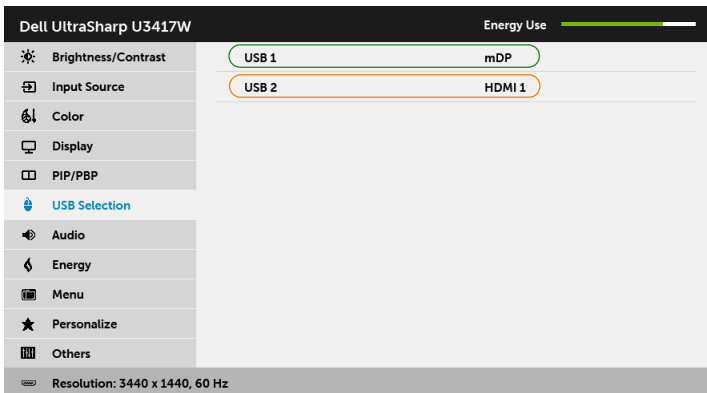 Dell UltraSharp U3417W
Energy Use
Brightness/Contrast
USB 1 mDP
Input Source
USB 2 HDMI 1
Color
Display
PIP/PBP
USB Selection
Audio
Energy
Menu
Personalize
Others
Resolution: 3440 x 1440, 60 Hz